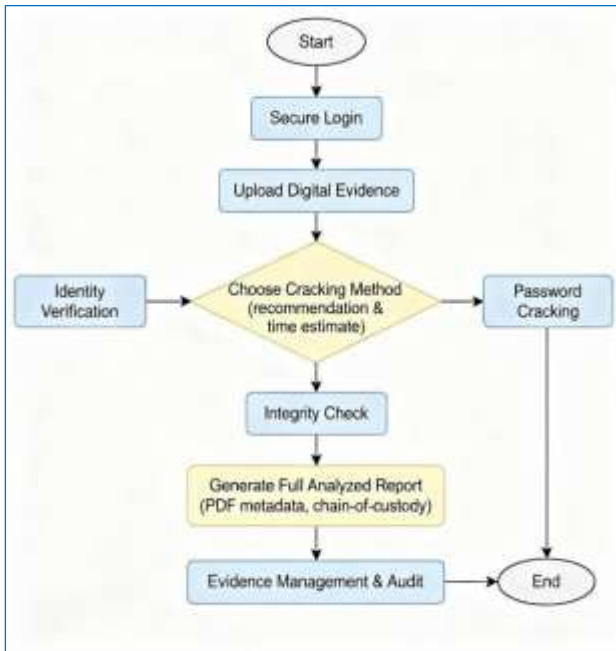 Start
Secure Login
Upload Digital Evidence
Identity
Verification
Choose Cracking Method
(recommendation &
time estimate)
Password
Cracking
Integrity Check
Generate Full Analyzed Report
(PDF metadata, chain-of-custody)
Evidence Management & Audit
End